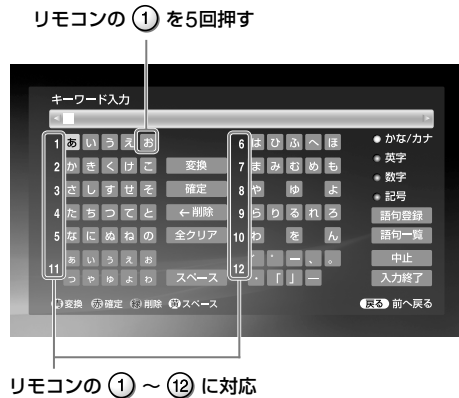 リモコンの ① を5回押す
キーワード入力
1 あ い う え お 6 は ひ ふ へ ほ かな/カナ
2 か き く け こ 変換 7 ま み む め も 英字
3 さ し す せ そ 確定 8 や ゆ よ 数字
記号
4 た ち つ て と ←削除 9 ら り る れ ろ 語句登録
5 な に ぬ ね の 全クリア 10 わ を ん 語句一覧
11 ぁ ぃ ぅ ぇ ぉ 12 ー 、 。 中止
っ ゃ ゅ ょ ゎ スペース ・ 「 」 ― 入力終了
変換 赤 確定 緑 削除 黄 スペース 戻る 前へ戻る
リモコンの ① ～ ⑫ に対応